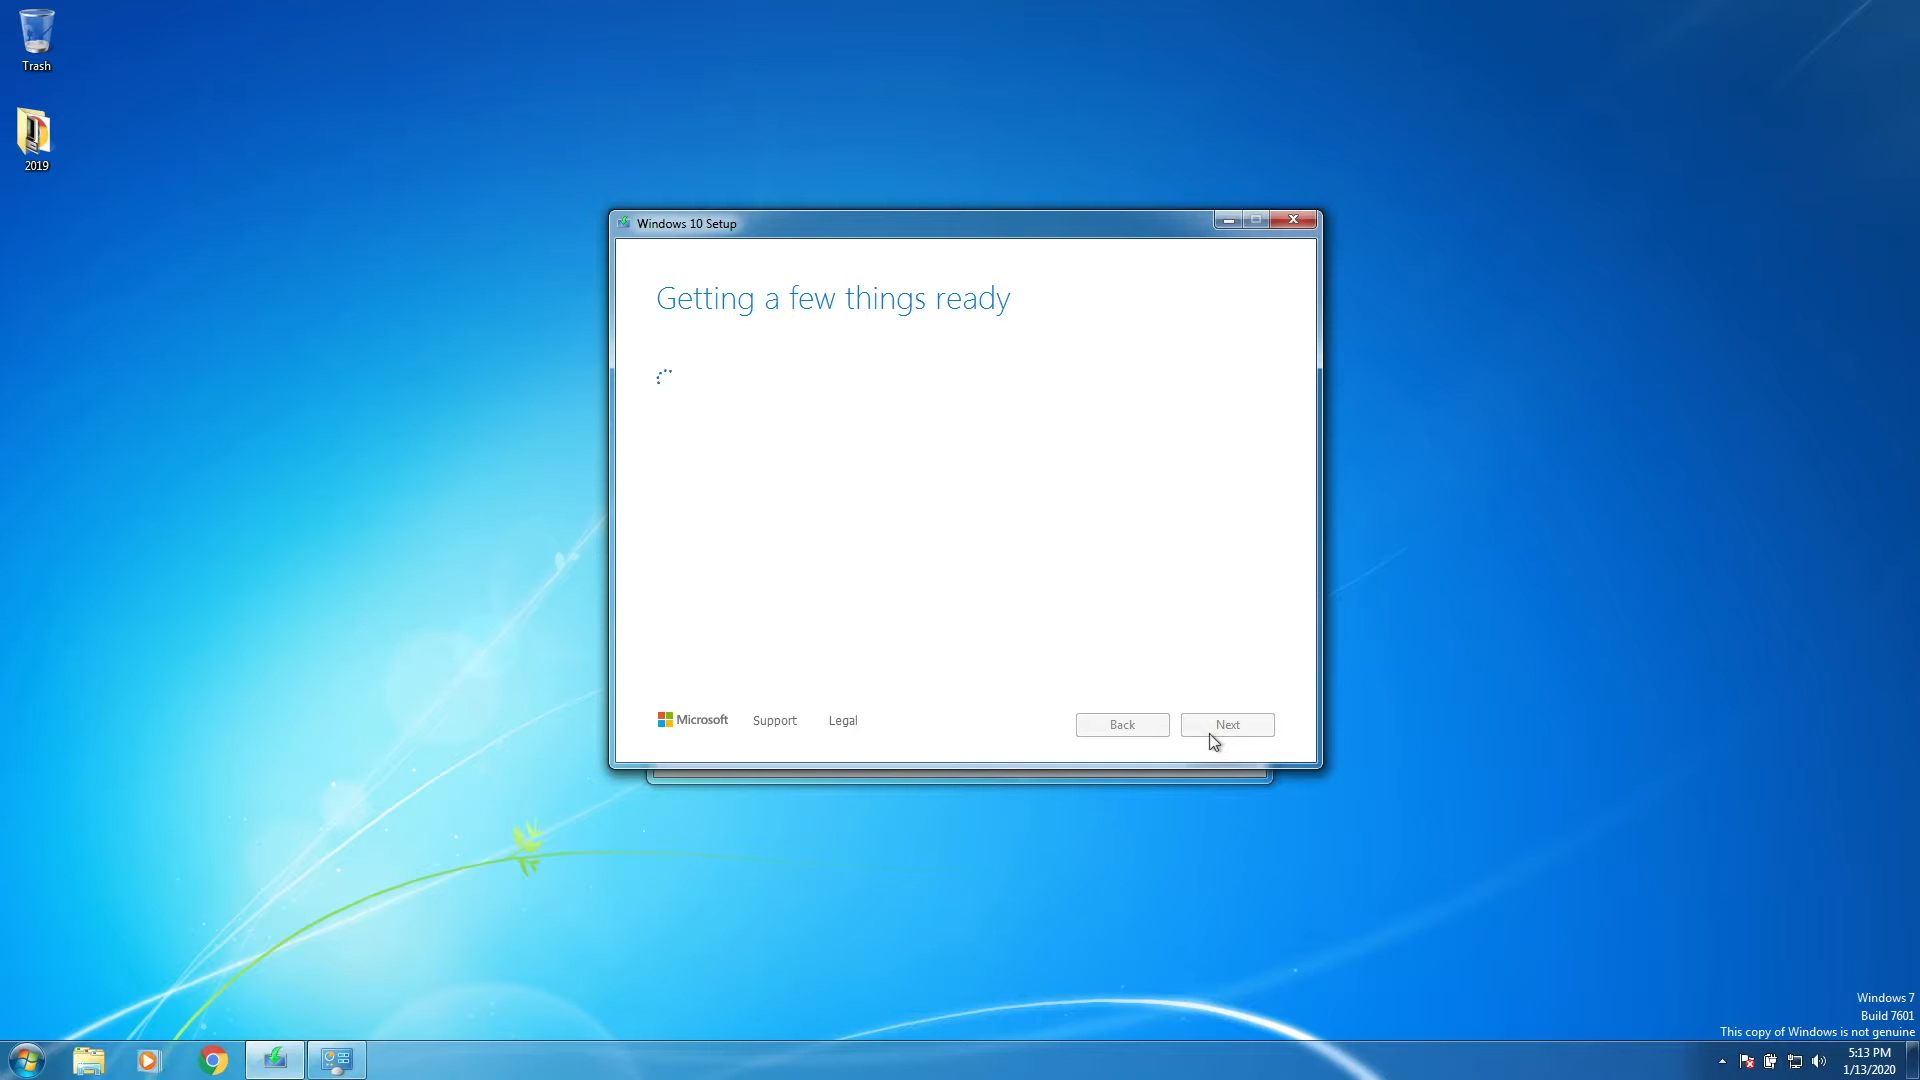 Trash
2019
Windows 10 Setup
Getting a few things ready
Microsoft
Support
Legal
Back
Next
Windows 7
Build 7601
This copy of Windows is not genuine
5:13 PM
1/13/2020